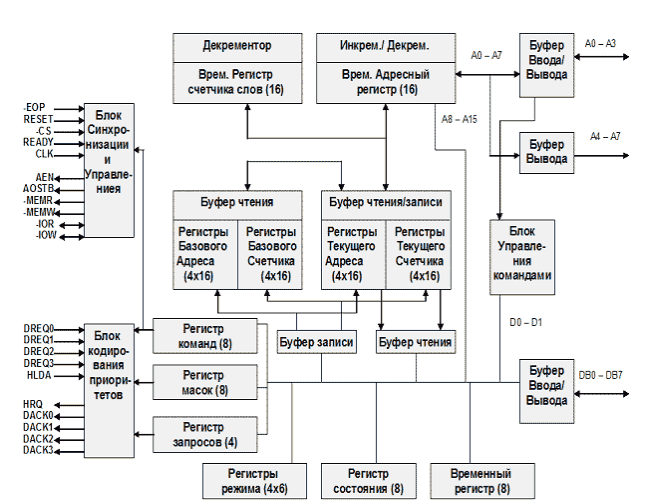 Декрементор
Врем. Регистр
счетчика слов (16)
Инкрем./ Декрем.
Врем. Адресный
регистр (16)
A0 – A7
Буфер
Ввода/
Вывода
A0 – A3
A8 – A15
-EOP
RESET
-CS
READY
CLK
AEN
AOSTB
-MEMR
-MEMW
-IOR
-IOW
Блок
Синхро-
низации
и
Управле-
ниея
Буфер
Вывода
A4 – A7
Буфер чтения
Регистры
Базового
Адреса
(4x16)
Регистры
Базового
Счетчика
(4x16)
Буфер чтения/записи
Регистры
Текущего
Адреса
(4x16)
Регистры
Текущего
Счетчика
(4x16)
Блок
Управле-
ния
командами
D0 – D1
Буфер записи
Буфер чтения
DREQ0
DREQ1
DREQ2
DREQ3
HLDA
HRQ
DACK0
DACK1
DACK2
DACK3
Блок
кодирова-
ния
приори-
тетов
Регистр
команд (8)
Регистр
масок (8)
Регистр
запросов (4)
Буфер
Ввода/
Вывода
DB0 – DB7
Регистры
режима (4x6)
Регистр
состояния (8)
Временный
регистр (8)